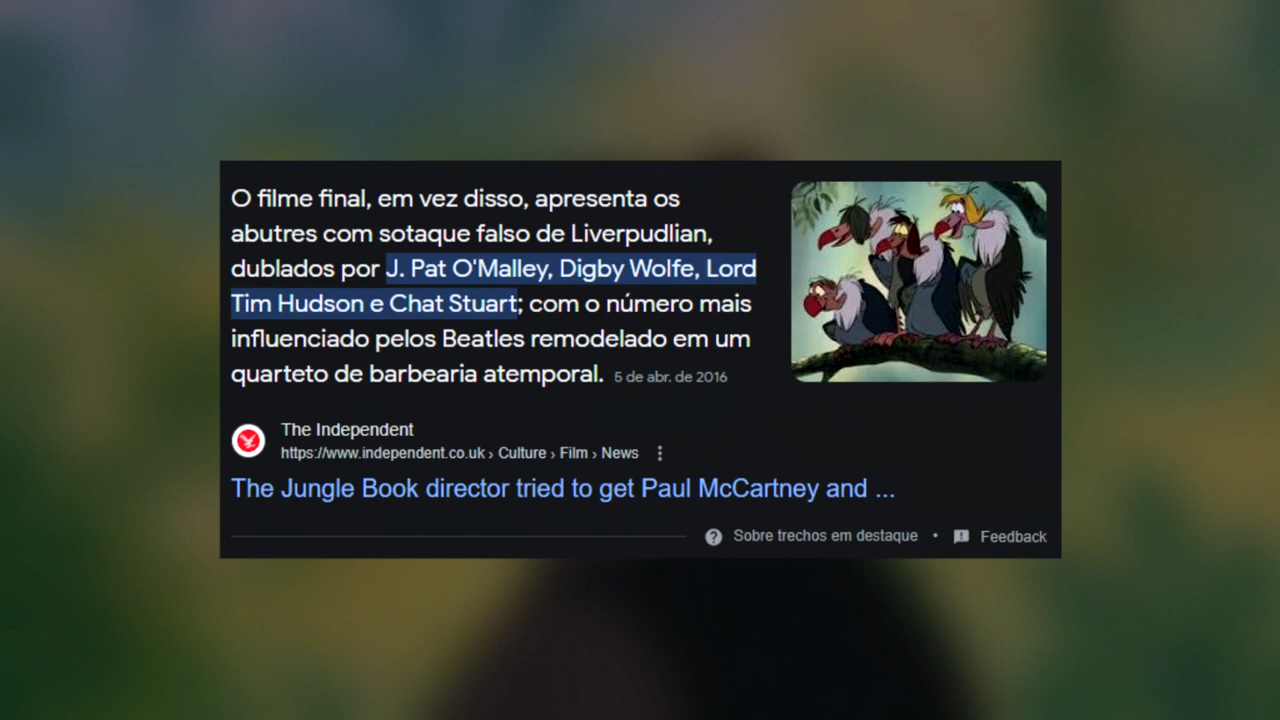 O filme final, em vez disso, apresenta os
abutres com sotaque falso de Liverpudlian,
dublados por J. Pat O'Malley, Digby Wolfe, Lord
Tim Hudson e Chat Stuart; com o número mais
influenciado pelos Beatles remodelado em um
quarteto de barbearia atemporal. 5 de abr. de 2016
The Independent
https://www.independent.co.uk › Culture › Film › News
The Jungle Book director tried to get Paul McCartney and ...
Sobre trechos em destaque • Feedback